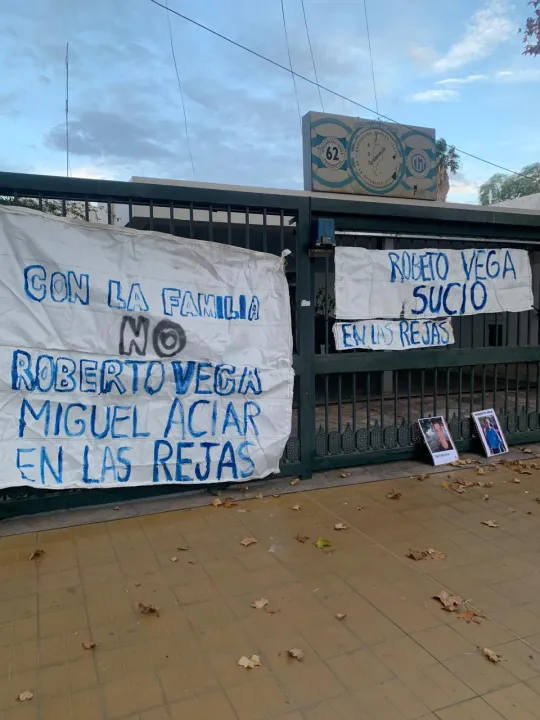 CON LA FAMILIA
NO
ROBERTO VEGA
MIGUEL ACIAR
EN LAS REJAS
62
ROBETO VEGA
SUCIO
EN LAS REJAS